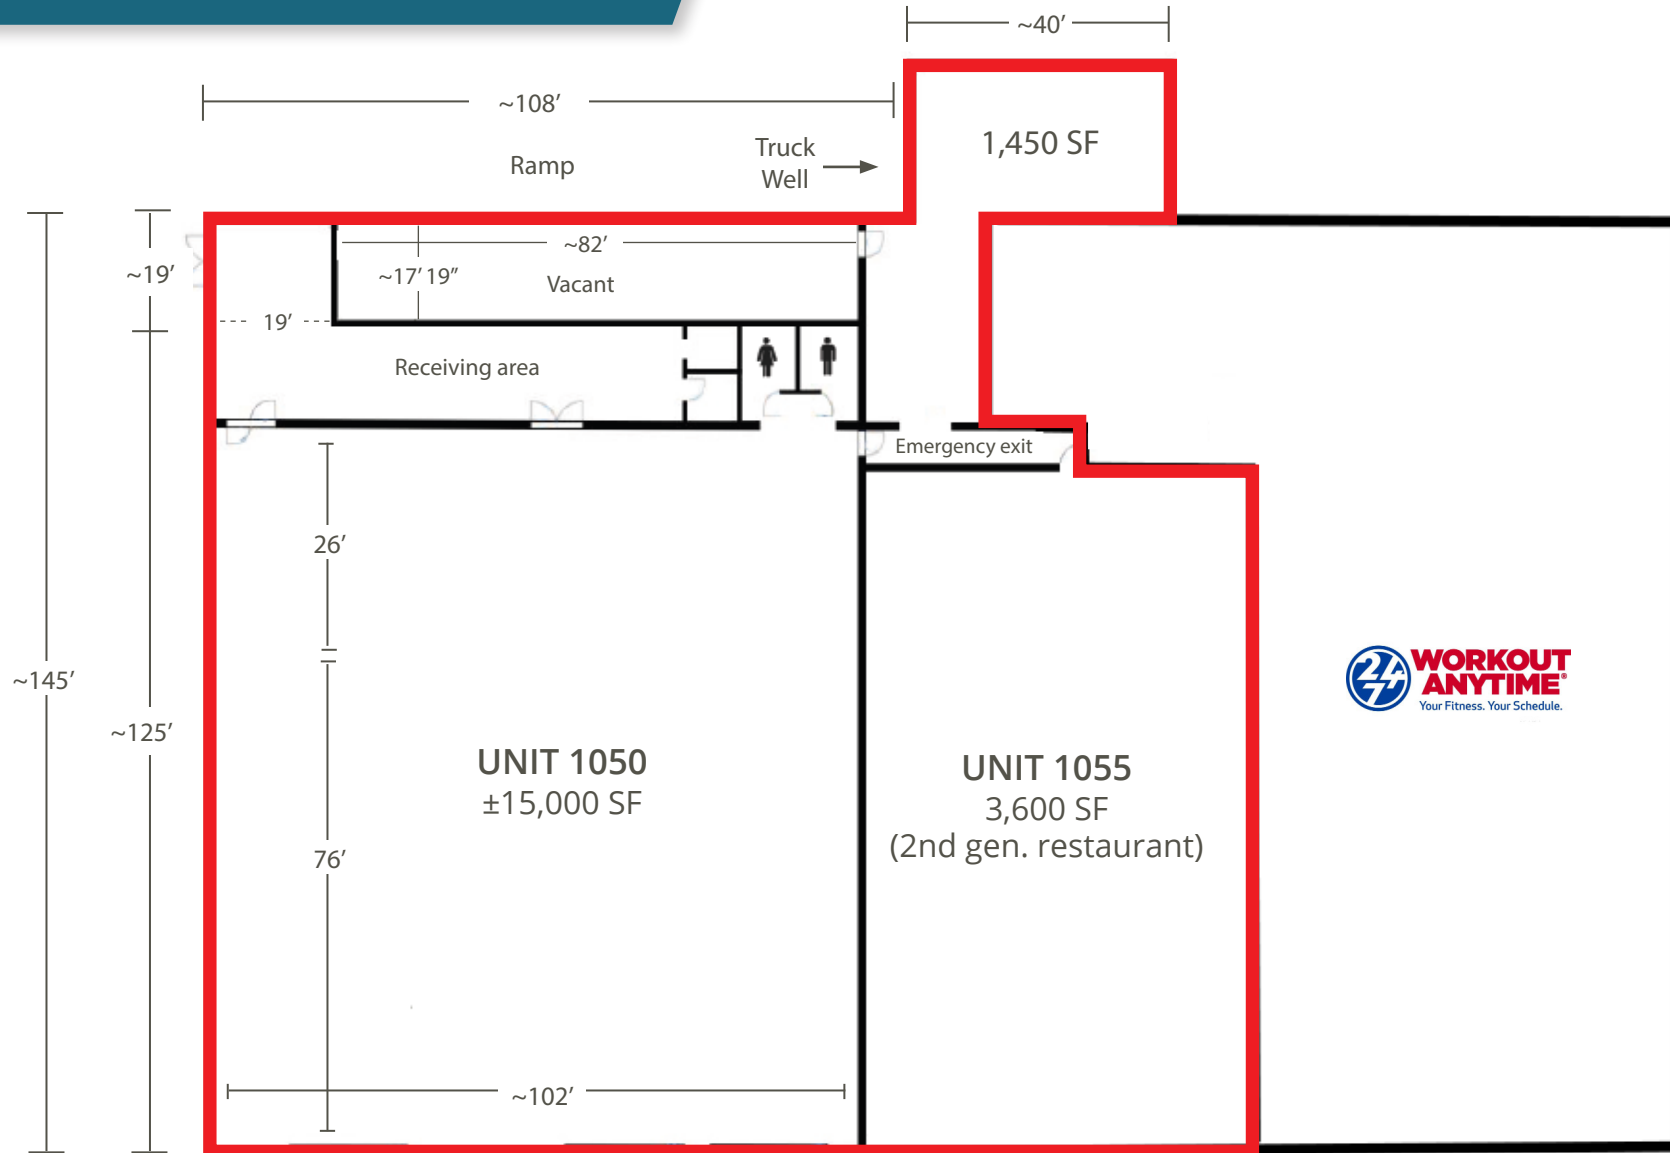 ~40’
~108’
1,450 SF
Truck
Well
Ramp
~82’
~19’
~17’ 19”
Vacant
19’
Receiving area
Emergency exit
26’
~145’
~125’
24
7
WORKOUT
ANYTIME®
Your Fitness. Your Schedule.
UNIT 1050
±15,000 SF
UNIT 1055
3,600 SF
(2nd gen. restaurant)
76’
~102’